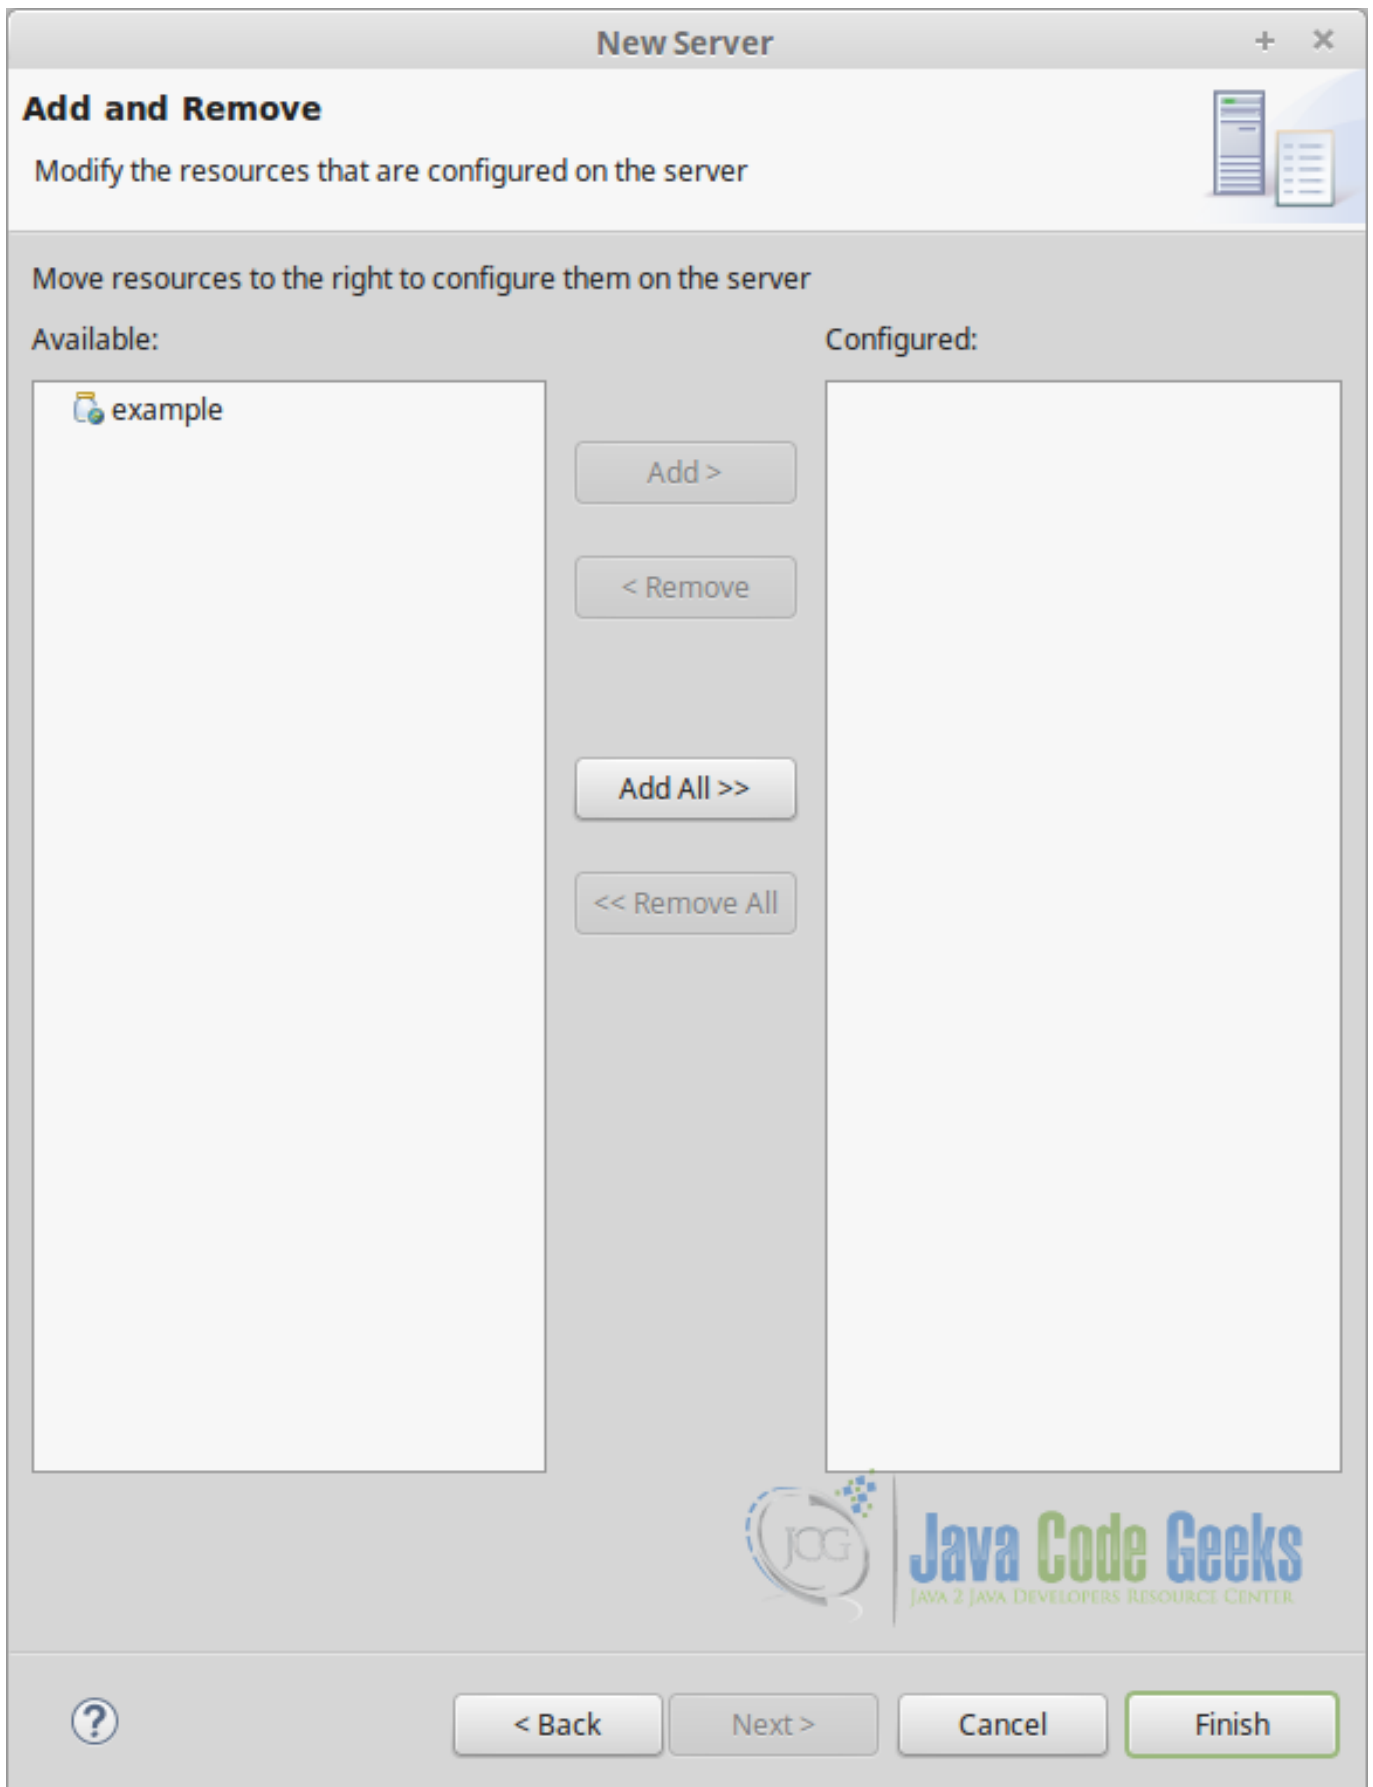 New Server
Add and Remove
Modify the resources that are configured on the server
Move resources to the right to configure them on the server
Available: Configured:
example
Add >
< Remove
Add All >>
<< Remove All
JCG
Java Code Geeks
JAVA 2 JAVA DEVELOPERS RESOURCE CENTER
? < Back Next > Cancel Finish